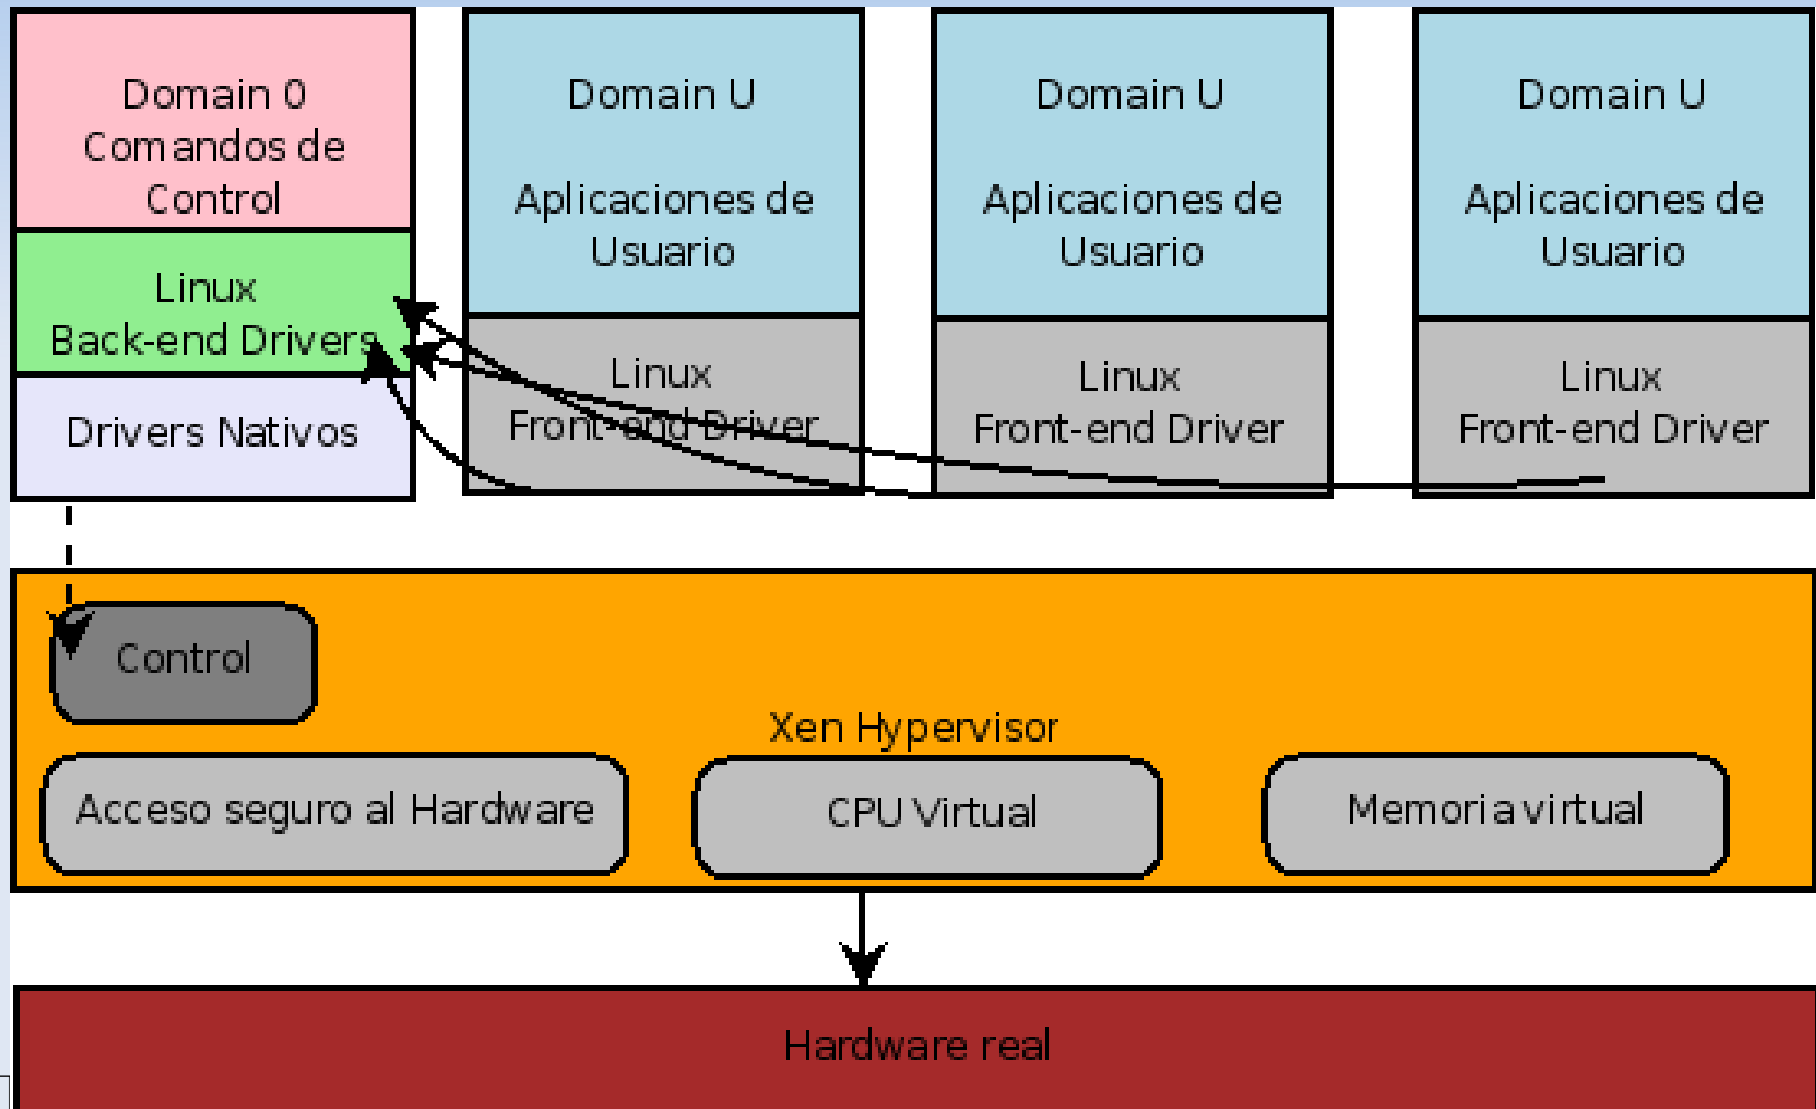 Domain 0
Comandos de
Control
Linux
Back-end Drivers
Drivers Nativos
Domain U
Aplicaciones de
Usuario
Linux
Front-end Driver
Domain U
Aplicaciones de
Usuario
Linux
Front-end Driver
Domain U
Aplicaciones de
Usuario
Linux
Front-end Driver
Control
Xen Hypervisor
Acceso seguro al Hardware
CPU Virtual
Memoria virtual
Hardware real